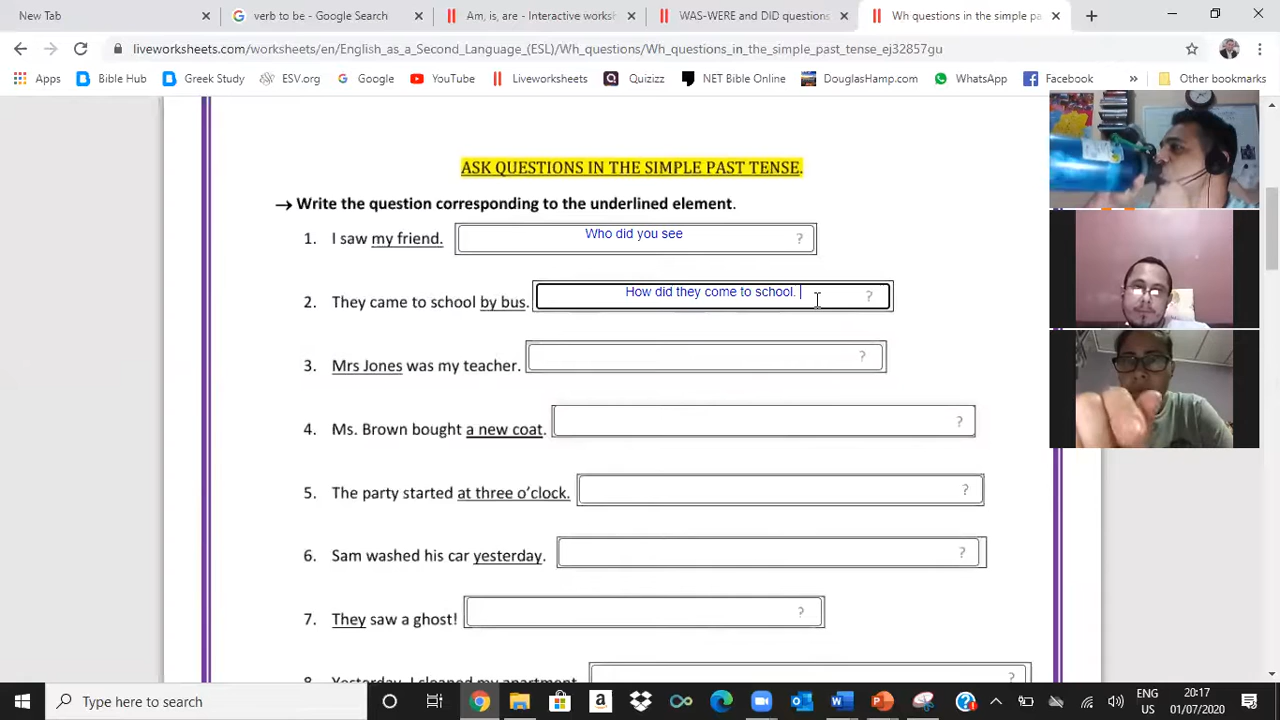 New Tab
verb to be - Google Search
Am, is, are - Interactive worksh
WAS-WERE and DID questions
Wh questions in the simple pa
liveworksheets.com/worksheets/en/English_as_a_Second_Language_(ESL)/Wh_questions/Wh_questions_in_the_simple_past_tense_ej32857gu
Apps Bible Hub Greek Study ESV.org Google YouTube Liveworksheets Quizizz NET Bible Online DouglasHamp.com WhatsApp Facebook » Other bookmarks
ASK QUESTIONS IN THE SIMPLE PAST TENSE.
→ Write the question corresponding to the underlined element.
1. I saw my friend. Who did you see ?
2. They came to school by bus. How did they come to school. ?
3. Mrs Jones was my teacher. ?
4. Ms. Brown bought a new coat. ?
5. The party started at three o’clock. ?
6. Sam washed his car yesterday. ?
7. They saw a ghost! ?
8. Yesterday, I cleaned my apartment. ?
Type here to search
ENG
US
20:17
01/07/2020